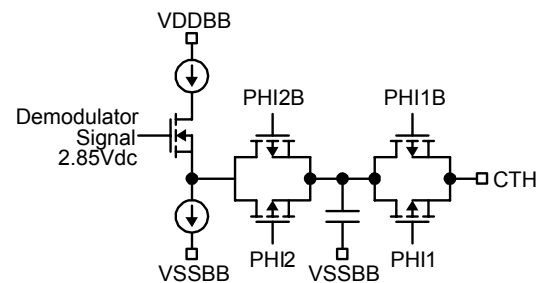 VDDBB
Demodulator
Signal
2.85Vdc
PHI2B
PHI1B
CTH
PHI2
PHI1
VSSBB
VSSBB